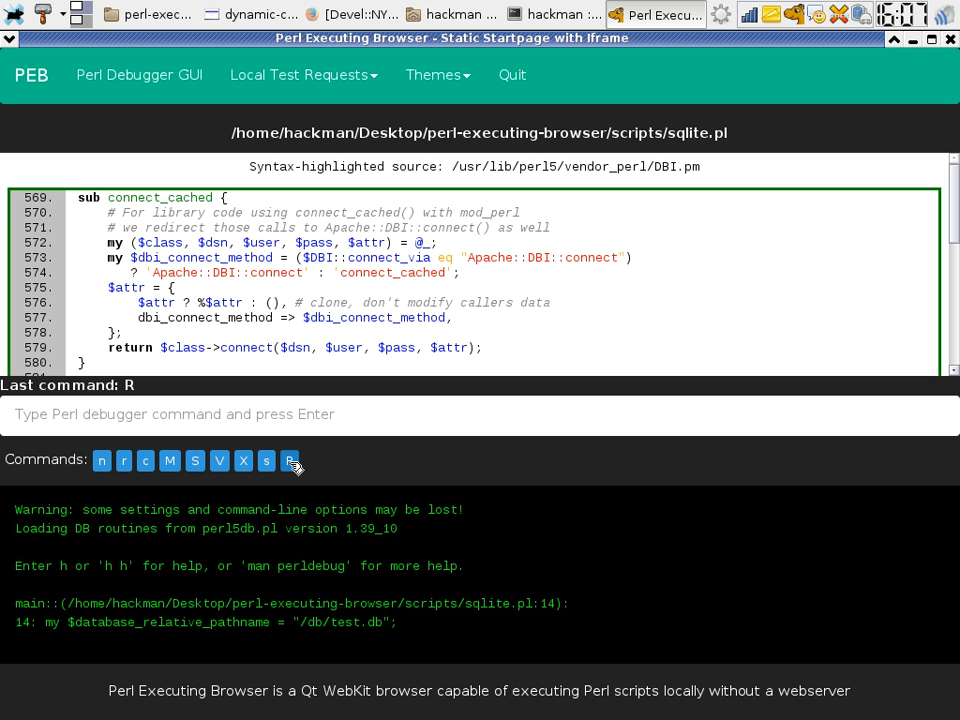 perl-exec...
dynamic-c...
[Devel::NY...
hackman ...
hackman :...
Perl Execu...
16:07
Perl Executing Browser - Static Startpage with Iframe
PEB
Perl Debugger GUI
Local Test Requests
Themes
Quit
/home/hackman/Desktop/perl-executing-browser/scripts/sqlite.pl
Syntax-highlighted source: /usr/lib/perl5/vendor_perl/DBI.pm
569. sub connect_cached {
570. # For library code using connect_cached() with mod_perl
571. # we redirect those calls to Apache::DBI::connect() as well
572. my ($class, $dsn, $user, $pass, $attr) = @_;
573. my $dbi_connect_method = ($DBI::connect_via eq "Apache::DBI::connect")
574. ? 'Apache::DBI::connect' : 'connect_cached';
575. $attr = {
576. $attr ? %$attr : (), # clone, don't modify callers data
577. dbi_connect_method => $dbi_connect_method,
578. };
579. return $class->connect($dsn, $user, $pass, $attr);
580. }
Last command: R
Type Perl debugger command and press Enter
Commands: n r c M S V X s R
Warning: some settings and command-line options may be lost!
Loading DB routines from perl5db.pl version 1.39_10
Enter h or 'h h' for help, or 'man perldebug' for more help.
main::(/home/hackman/Desktop/perl-executing-browser/scripts/sqlite.pl:14):
14: my $database_relative_pathname = "/db/test.db";
Perl Executing Browser is a Qt WebKit browser capable of executing Perl scripts locally without a webserver